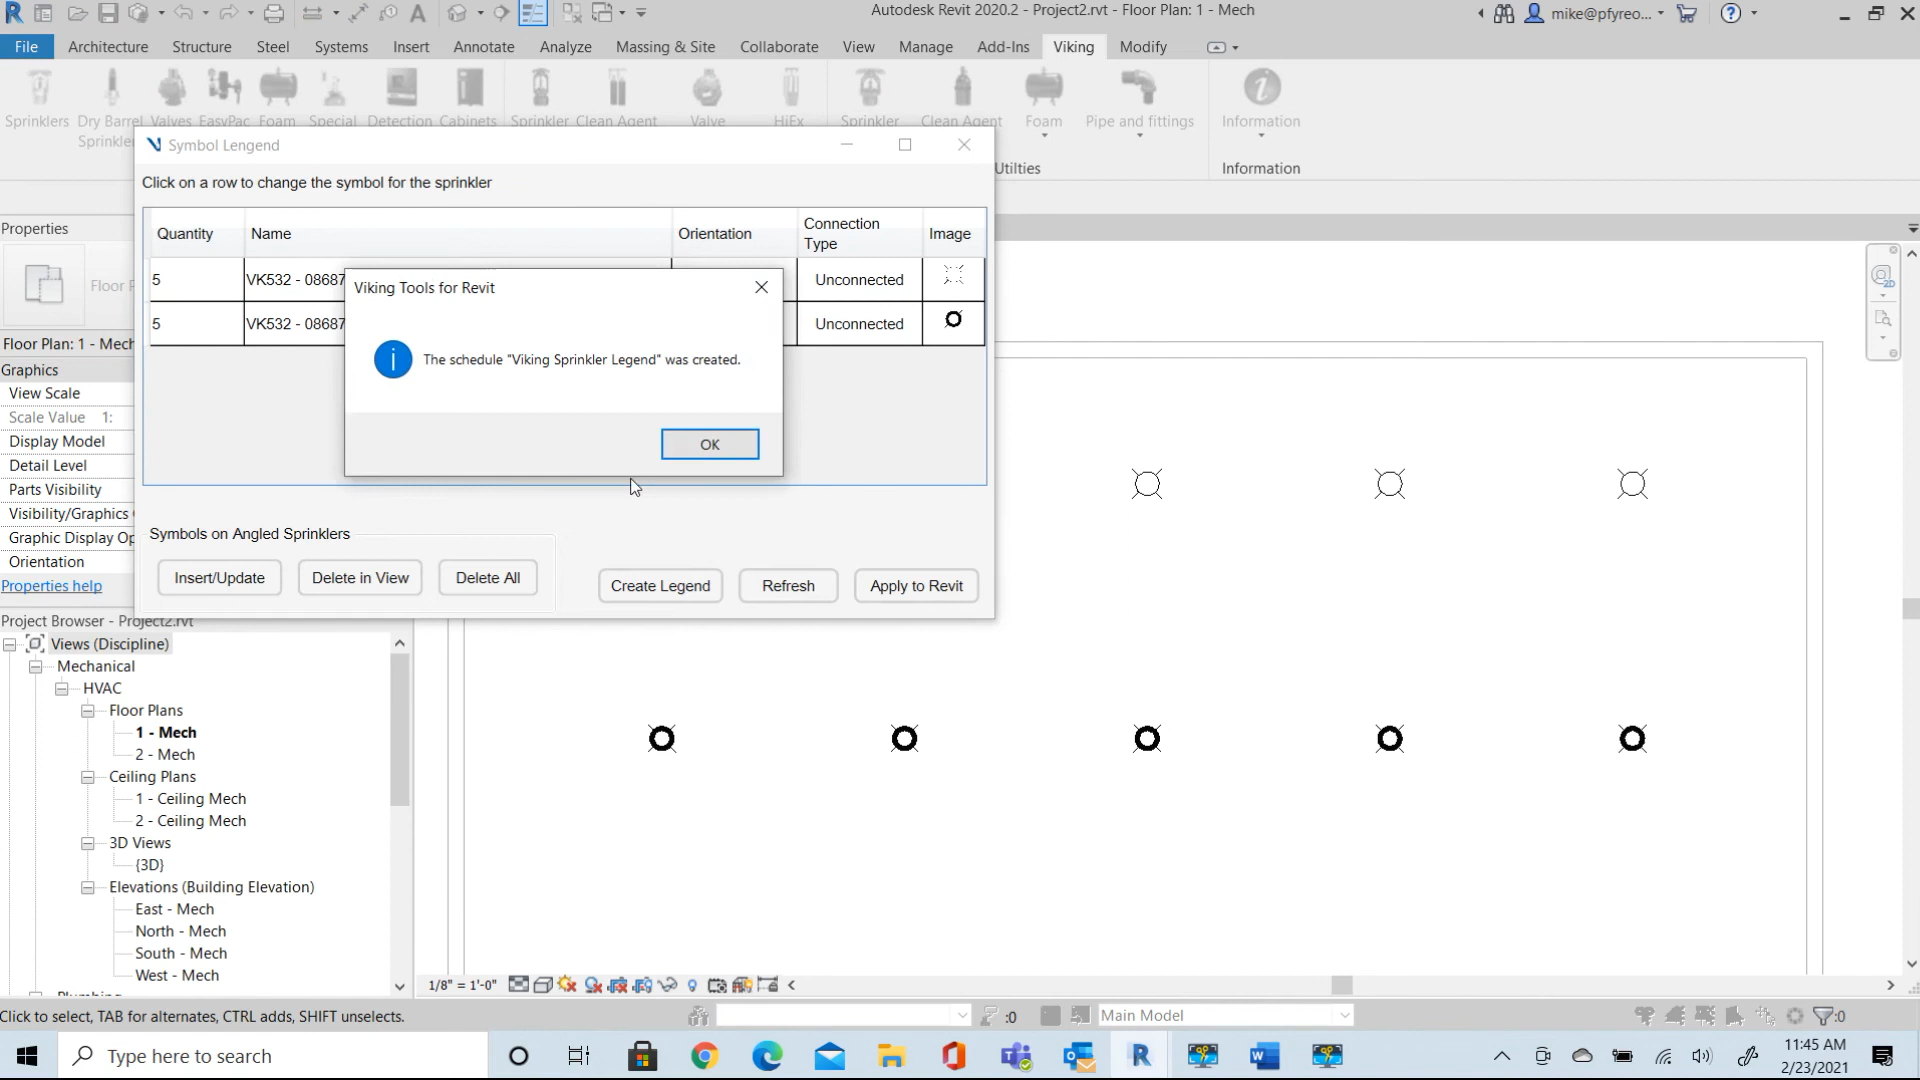 Autodesk Revit 2020.2 - Project2.rvt - Floor Plan: 1 - Mech
mike@pfyreo...
File Architecture Structure Steel Systems Insert Annotate Analyze Massing & Site Collaborate View Manage Add-Ins Viking Modify
Sprinklers Dry Barrel Sprinkler Valves EasyPac Foam Special Detection Cabinets Sprinkler Clean Agent Valve HiEx Sprinkler Clean Agent Foam Pipe and fittings Information
Information
Symbol Lengend
Click on a row to change the symbol for the sprinkler
Quantity Name Orientation Connection Type Image
5 VK532 - 08687 Unconnected
5 VK532 - 08687 Unconnected
Viking Tools for Revit
The schedule "Viking Sprinkler Legend" was created.
OK
Symbols on Angled Sprinklers
Insert/Update Delete in View Delete All Create Legend Refresh Apply to Revit
Properties
Floor Plan: 1 - Mech
Graphics
View Scale
Scale Value 1:
Display Model
Detail Level
Parts Visibility
Visibility/Graphics
Graphic Display Op
Orientation
Properties help
Project Browser - Project2.rvt
Views (Discipline)
Mechanical
HVAC
Floor Plans
1 - Mech
2 - Mech
Ceiling Plans
1 - Ceiling Mech
2 - Ceiling Mech
3D Views
{3D}
Elevations (Building Elevation)
East - Mech
North - Mech
South - Mech
West - Mech
1/8" = 1'-0"
Click to select, TAB for alternates, CTRL adds, SHIFT unselects.
:0
Main Model
:0
Type here to search
11:45 AM
2/23/2021